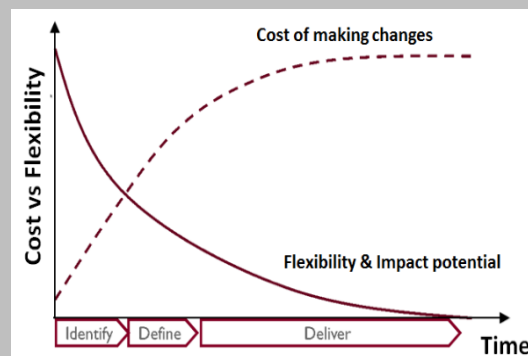 Cost of making changes
Cost vs Flexibility
Flexibility & Impact potential
Identify
Define
Deliver
Time